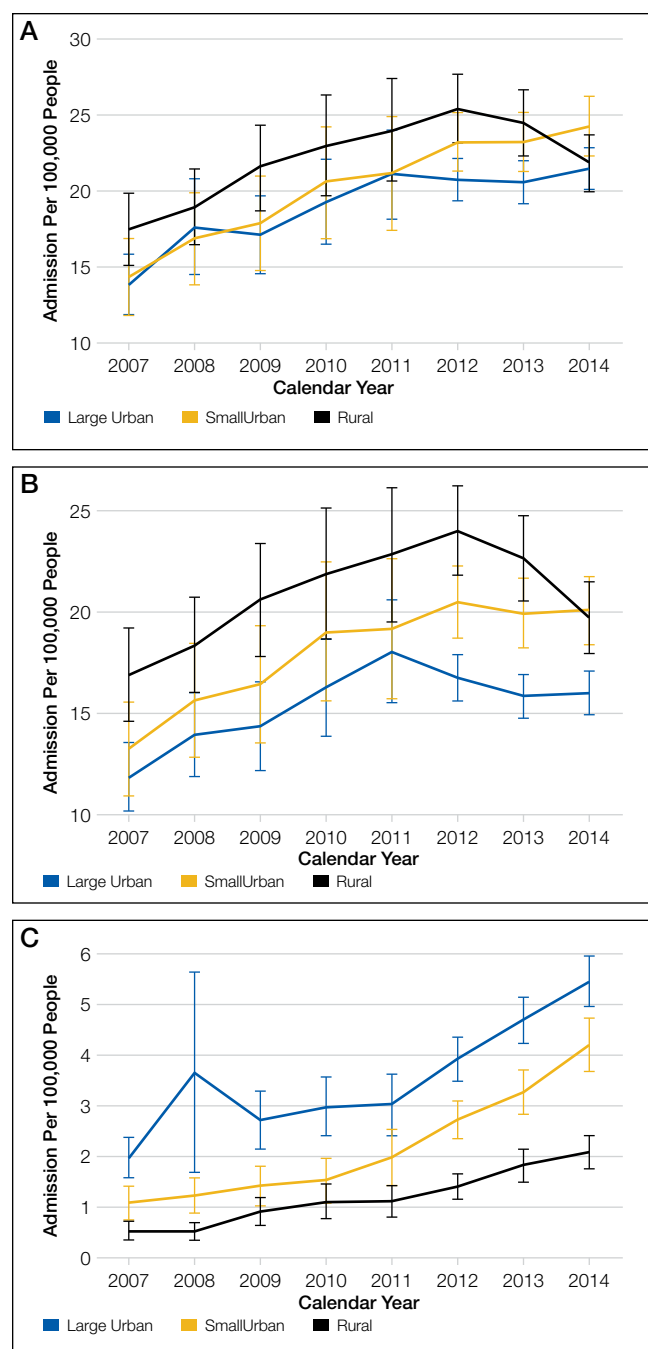 A
Admission Per 100,000 People
30
25
20
15
10
2007 2008 2009 2010 2011 2012 2013 2014
Calendar Year
Large Urban SmallUrban Rural
B
Admission Per 100,000 People
25
20
15
10
2007 2008 2009 2010 2011 2012 2013 2014
Calendar Year
Large Urban SmallUrban Rural
C
Admission Per 100,000 People
6
5
4
3
2
1
0
2007 2008 2009 2010 2011 2012 2013 2014
Calendar Year
Large Urban SmallUrban Rural